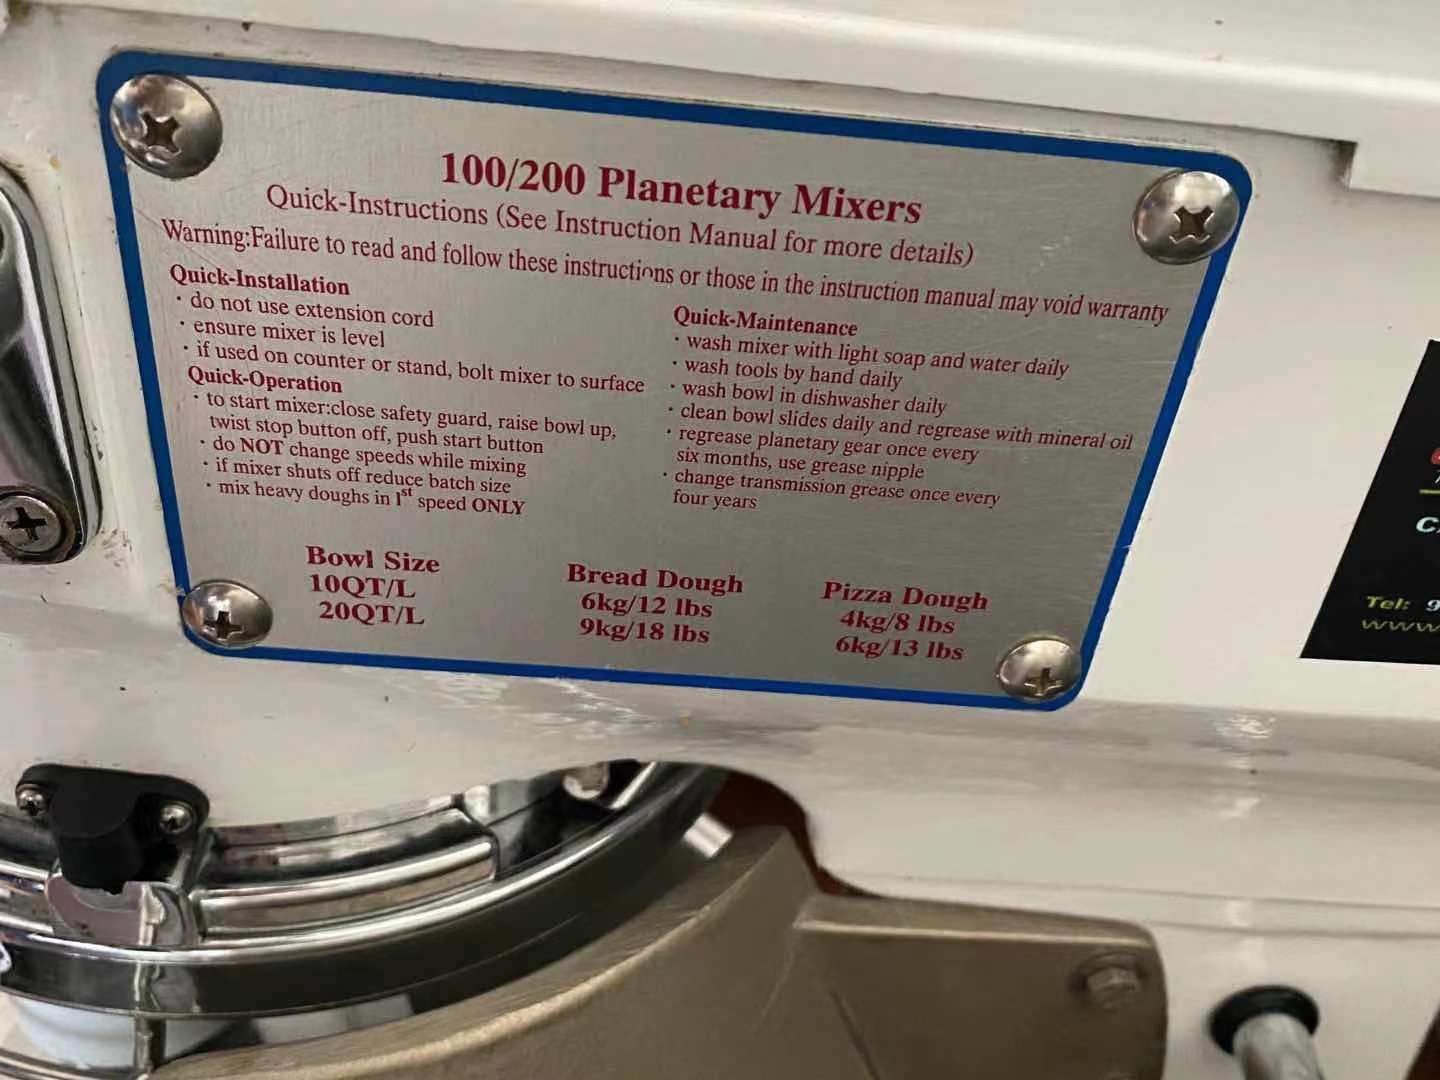 100/200 Planetary Mixers
Quick-Instructions (See Instruction Manual for more details)
Warning:Failure to read and follow these instructions or those in the instruction manual may void warranty
Quick-Installation
· do not use extension cord
· ensure mixer is level
· if used on counter or stand, bolt mixer to surface
Quick-Operation
· to start mixer:close safety guard, raise bowl up,
twist stop button off, push start button
· do NOT change speeds while mixing
· if mixer shuts off reduce batch size
· mix heavy doughs in 1st speed ONLY
Quick-Maintenance
· wash mixer with light soap and water daily
· wash tools by hand daily
· wash bowl in dishwasher daily
· clean bowl slides daily and regrease with mineral oil
· regrease planetary gear once every
six months, use grease nipple
· change transmission grease once every
four years
Bowl Size Bread Dough Pizza Dough
10QT/L 6kg/12 lbs 4kg/8 lbs
20QT/L 9kg/18 lbs 6kg/13 lbs
Tel: 9
www